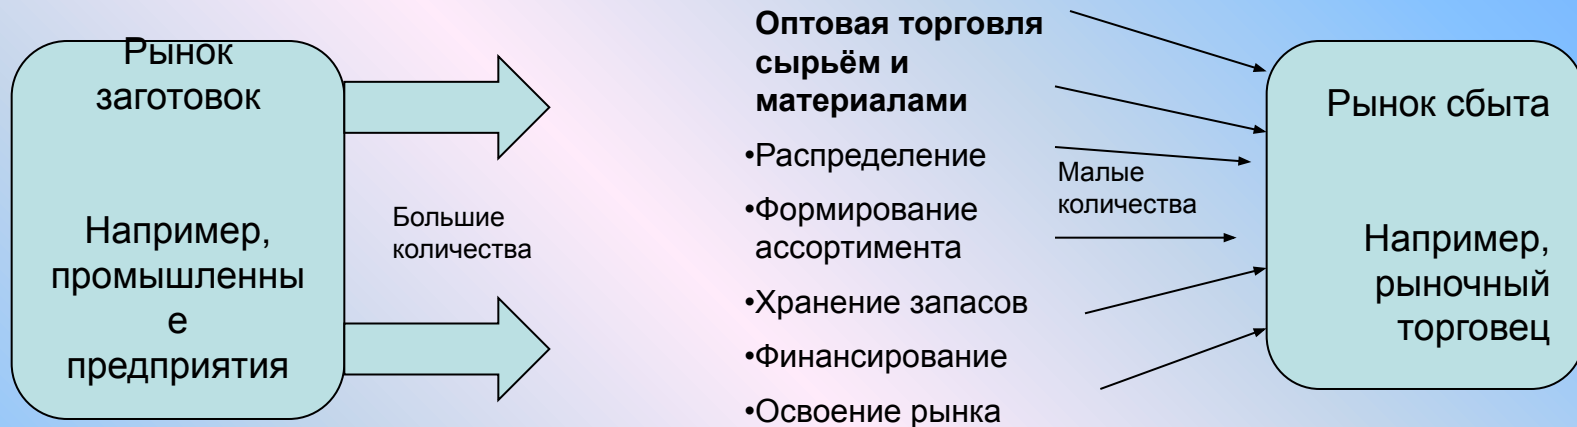 Рынок
заготовок
Например,
промышленны
е
предприятия
Большие
количества
Оптовая торговля
сырьём и
материалами
•Распределение
•Формирование
ассортимента
•Хранение запасов
•Финансирование
•Освоение рынка
Малые
количества
Рынок сбыта
Например,
рыночный
торговец